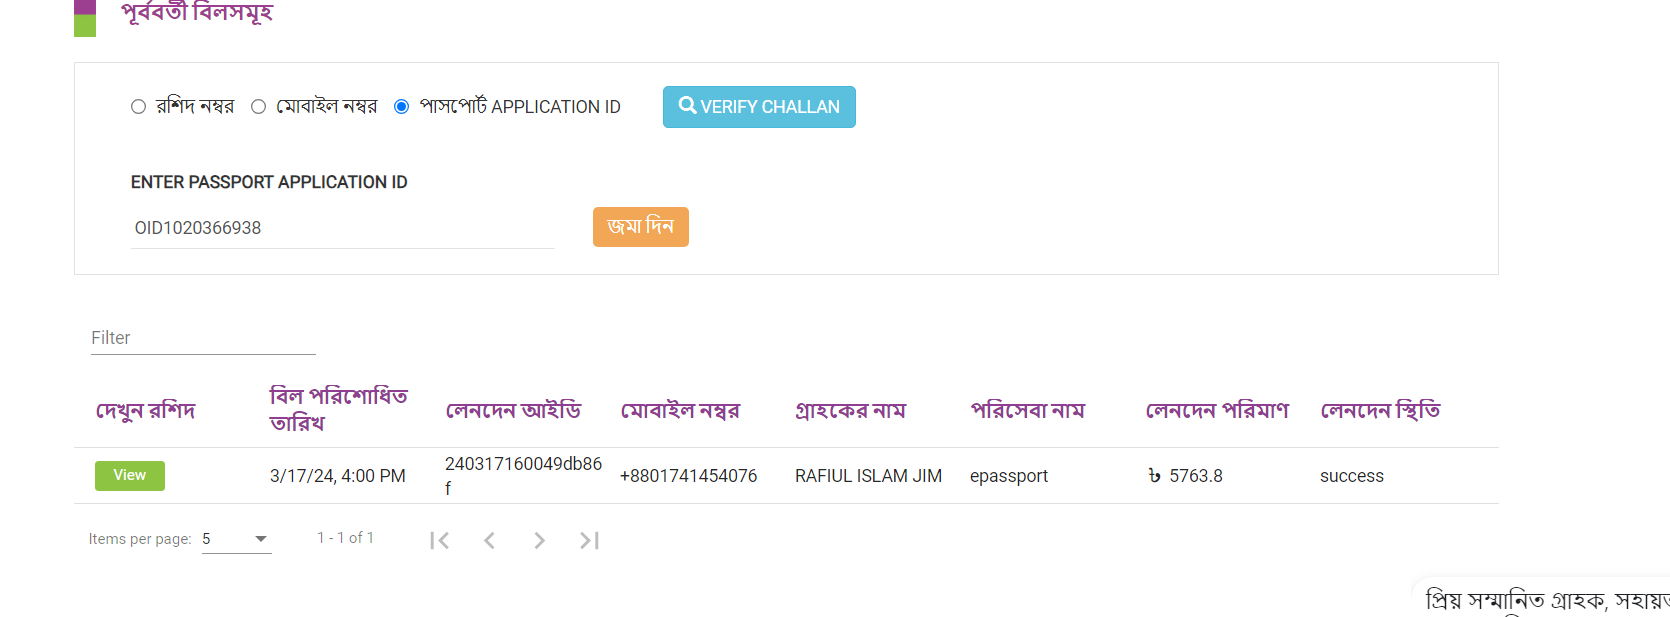 পূর্ববর্তী বিলসমূহ
রশিদ নম্বর মোবাইল নম্বর পাসপোর্ট APPLICATION ID VERIFY CHALLAN
ENTER PASSPORT APPLICATION ID
OID1020366938 জমা দিন
Filter
দেখুন রশিদ বিল পরিশোধিত তারিখ লেনদেন আইডি মোবাইল নম্বর গ্রাহকের নাম পরিসেবা নাম লেনদেন পরিমাণ লেনদেন স্থিতি
View 3/17/24, 4:00 PM 240317160049db86f +8801741454076 RAFIUL ISLAM JIM epassport ৳ 5763.8 success
Items per page: 5 1 - 1 of 1
প্রিয় সম্মানিত গ্রাহক,